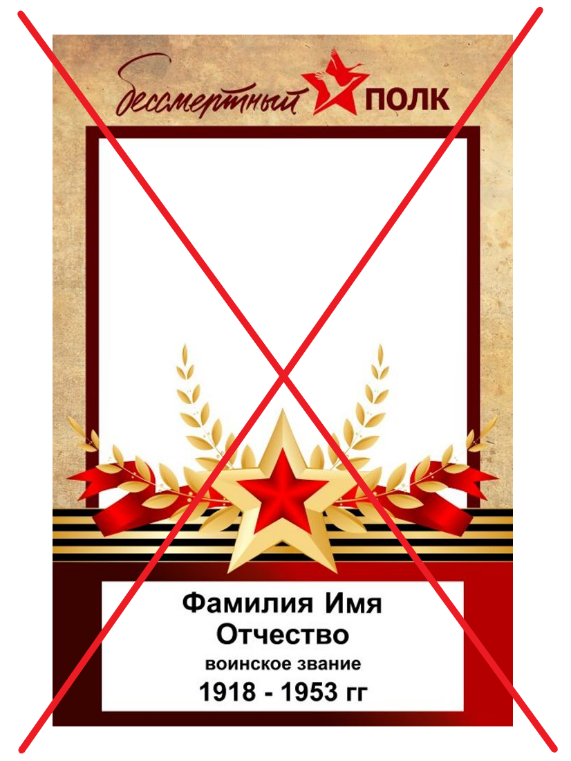 бессмертный ПОЛК
Фамилия Имя
Отчество
воинское звание
1918 - 1953 гг